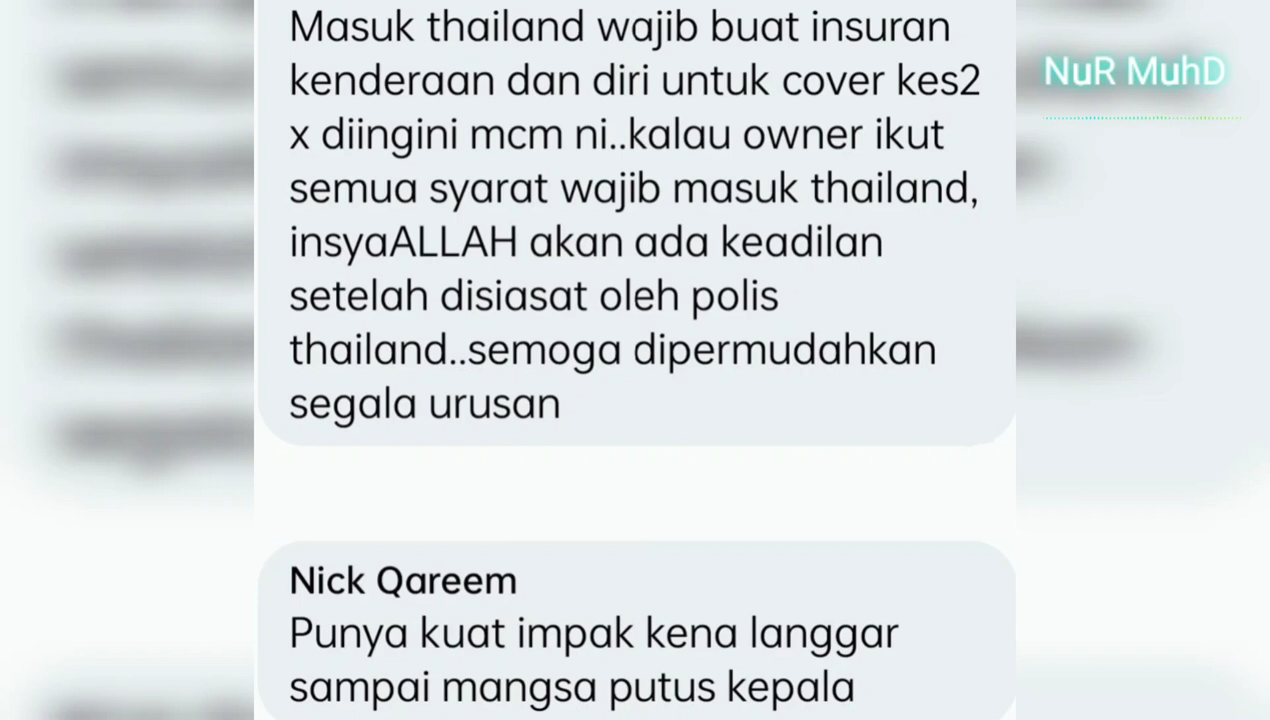 Masuk thailand wajib buat insuran
kenderaan dan diri untuk cover kes2
x diingini mcm ni..kalau owner ikut
semua syarat wajib masuk thailand,
insyaALLAH akan ada keadilan
setelah disiasat oleh polis
thailand..semoga dipermudahkan
segala urusan
NuR MuhD
Nick Qareem
Punya kuat impak kena langgar
sampai mangsa putus kepala